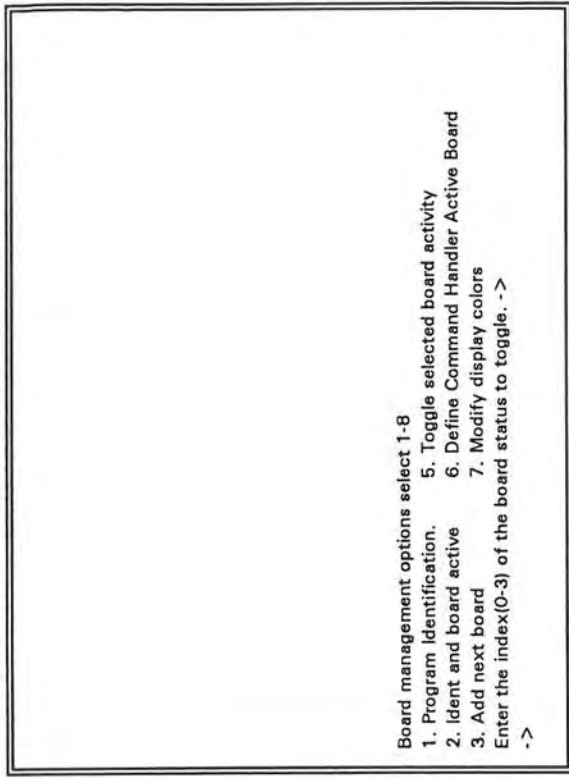 Board management options select 1-8
1. Program Identification. 5. Toggle selected board activity
2. Ident and board active 6. Define Command Handler Active Board
3. Add next board 7. Modify display colors
Enter the index(0-3) of the board status to toggle. ->
->